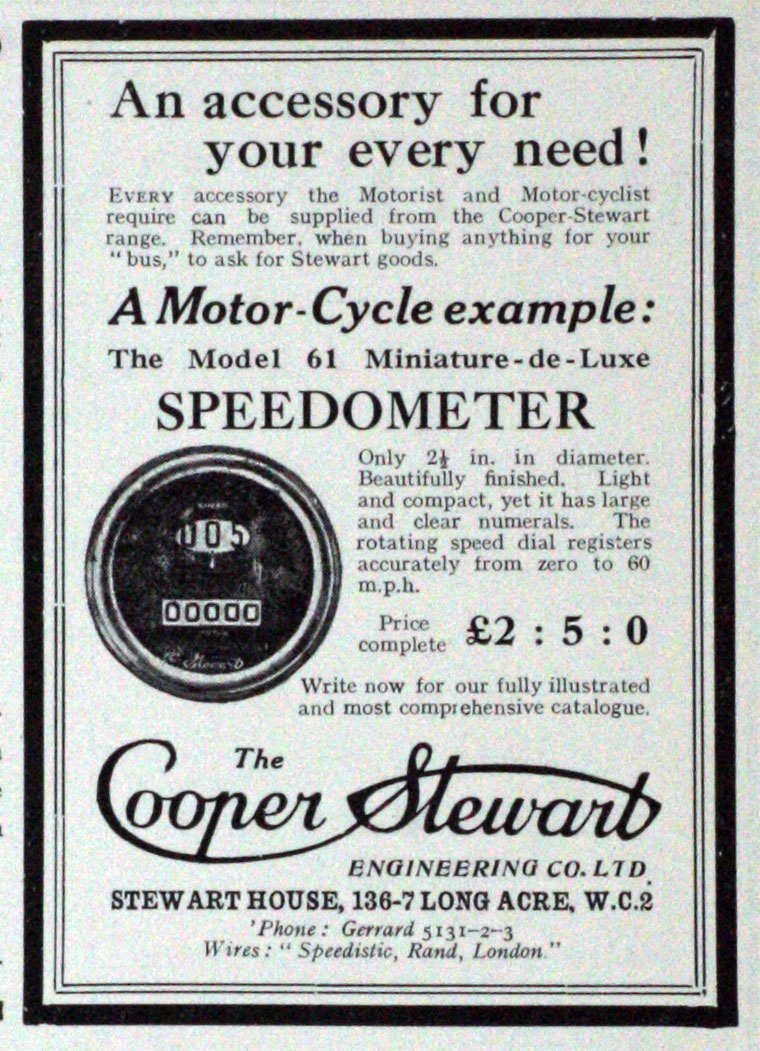 An accessory for
your every need!
EVERY accessory the Motorist and Motor-cyclist
require can be supplied from the Cooper-Stewart
range. Remember, when buying anything for your
"bus," to ask for Stewart goods.
A Motor-Cycle example:
The Model 61 Miniature-de-Luxe
SPEEDOMETER
Only 2½ in. in diameter.
Beautifully finished. Light
and compact, yet it has large
and clear numerals. The
rotating speed dial registers
accurately from zero to 60
m.p.h.
005
00000
Stewart
Price
complete £2 : 5 : 0
Write now for our fully illustrated
and most comprehensive catalogue.
The
Cooper Stewart
ENGINEERING CO. LTD.
STEWART HOUSE, 136-7 LONG ACRE, W.C.2
'Phone: Gerrard 5131-2-3
Wires: "Speedistic, Rand, London."